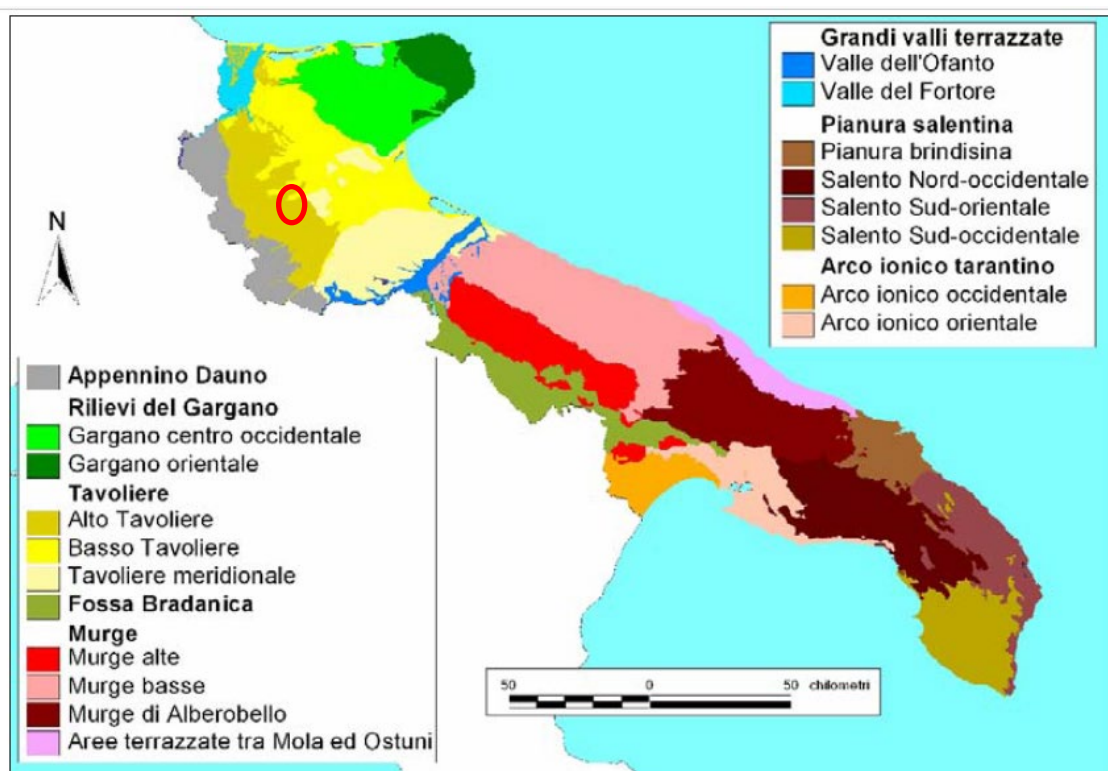 Grandi valli terrazzate
Valle dell'Ofanto
Valle del Fortore
Pianura salentina
Pianura brindisina
Salento Nord-occidentale
Salento Sud-orientale
Salento Sud-occidentale
Arco ionico tarantino
Arco ionico occidentale
Arco ionico orientale
N
Appennino Dauno
Rilievi del Gargano
Gargano centro occidentale
Gargano orientale
Tavoliere
Alto Tavoliere
Basso Tavoliere
Tavoliere meridionale
Fossa Bradanica
Murge
Murge alte
Murge basse
Murge di Alberobello
Aree terrazzate tra Mola ed Ostuni
50 0 50 chilometri